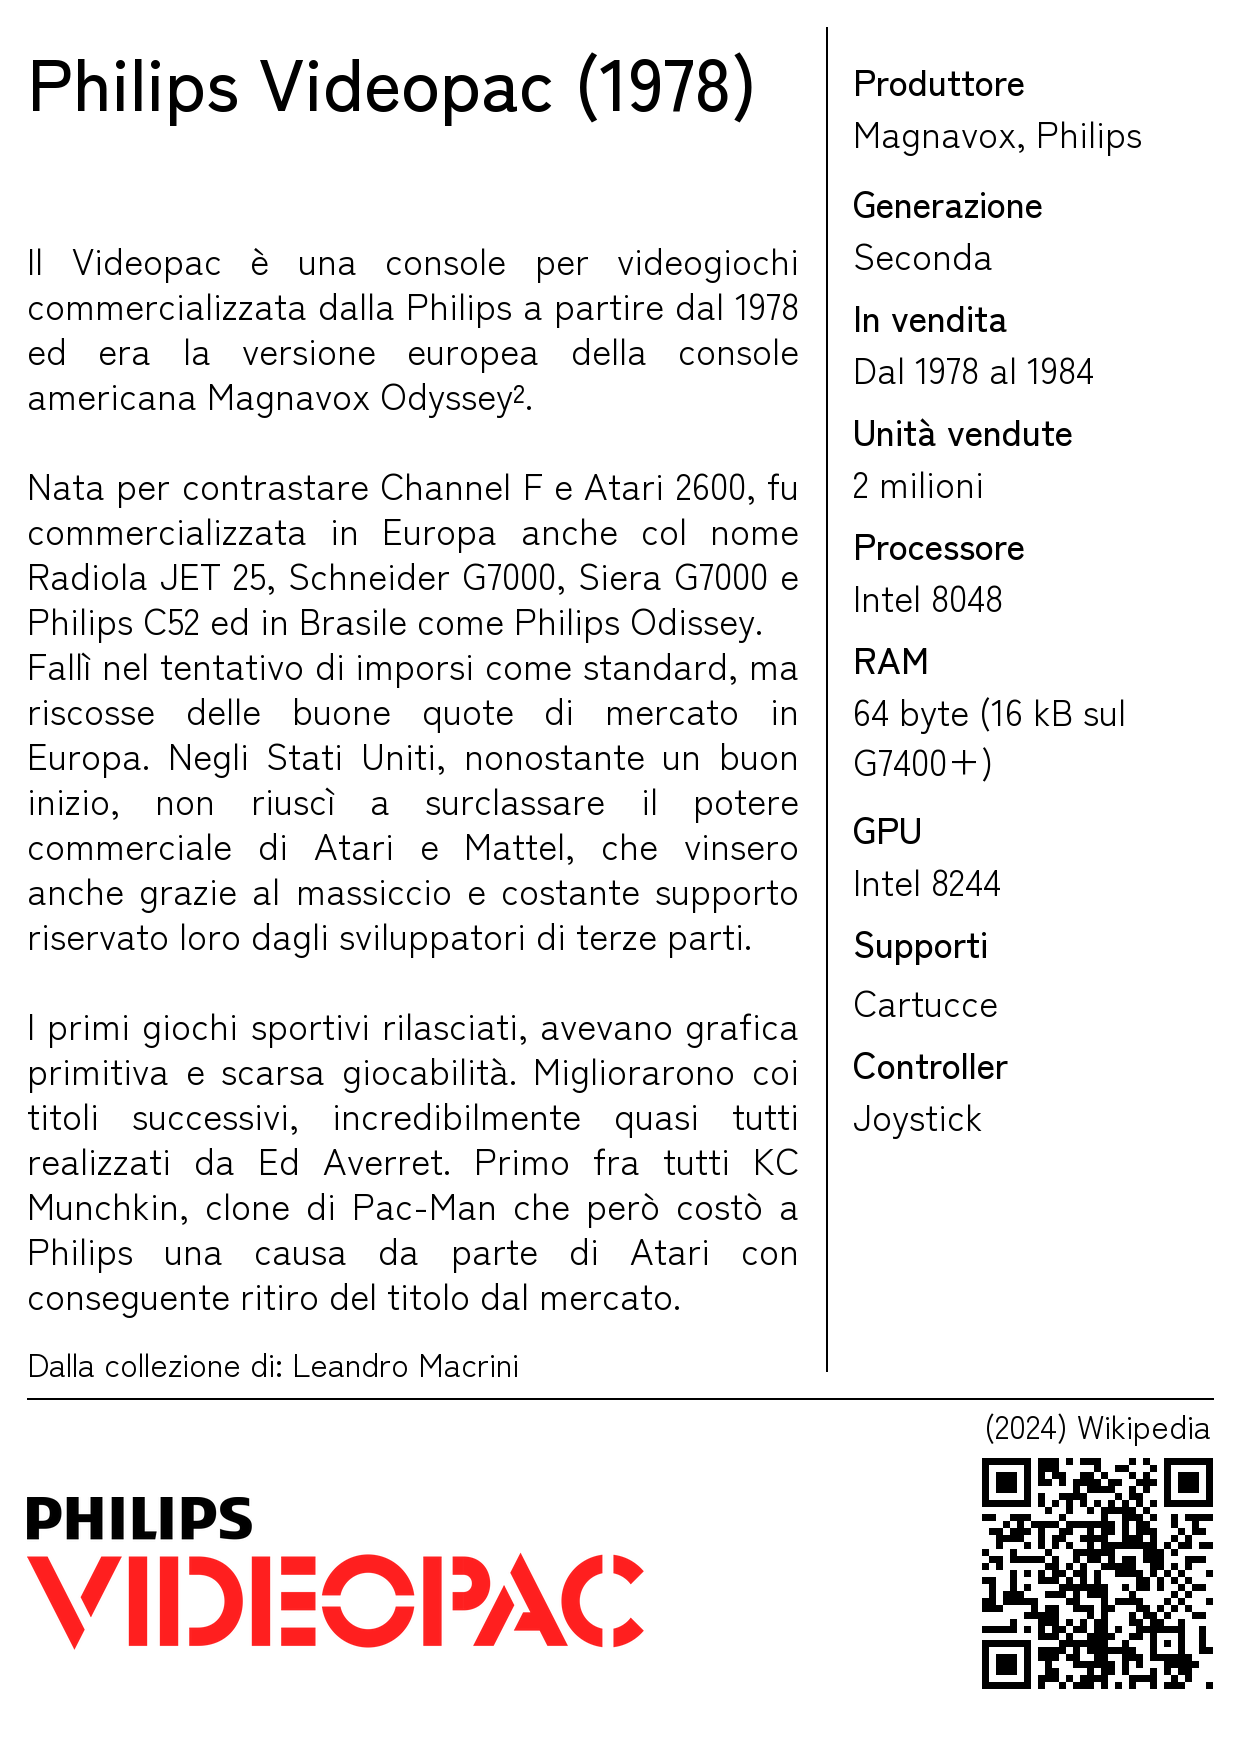 Philips Videopac (1978)
Il Videopac è una console per videogiochi
commercializzata dalla Philips a partire dal 1978
ed era la versione europea della console
americana Magnavox Odyssey².
Nata per contrastare Channel F e Atari 2600, fu
commercializzata in Europa anche col nome
Radiola JET 25, Schneider G7000, Siera G7000 e
Philips C52 ed in Brasile come Philips Odissey.
Fallì nel tentativo di imporsi come standard, ma
riscosse delle buone quote di mercato in
Europa. Negli Stati Uniti, nonostante un buon
inizio, non riuscì a surclassare il potere
commerciale di Atari e Mattel, che vinsero
anche grazie al massiccio e costante supporto
riservato loro dagli sviluppatori di terze parti.
I primi giochi sportivi rilasciati, avevano grafica
primitiva e scarsa giocabilità. Migliorarono coi
titoli successivi, incredibilmente quasi tutti
realizzati da Ed Averret. Primo fra tutti KC
Munchkin, clone di Pac-Man che però costò a
Philips una causa da parte di Atari con
conseguente ritiro del titolo dal mercato.
Dalla collezione di: Leandro Macrini
Produttore
Magnavox, Philips
Generazione
Seconda
In vendita
Dal 1978 al 1984
Unità vendute
2 milioni
Processore
Intel 8048
RAM
64 byte (16 kB sul
G7400+)
GPU
Intel 8244
Supporti
Cartucce
Controller
Joystick
(2024) Wikipedia
PHILIPS
VIDEOPAC